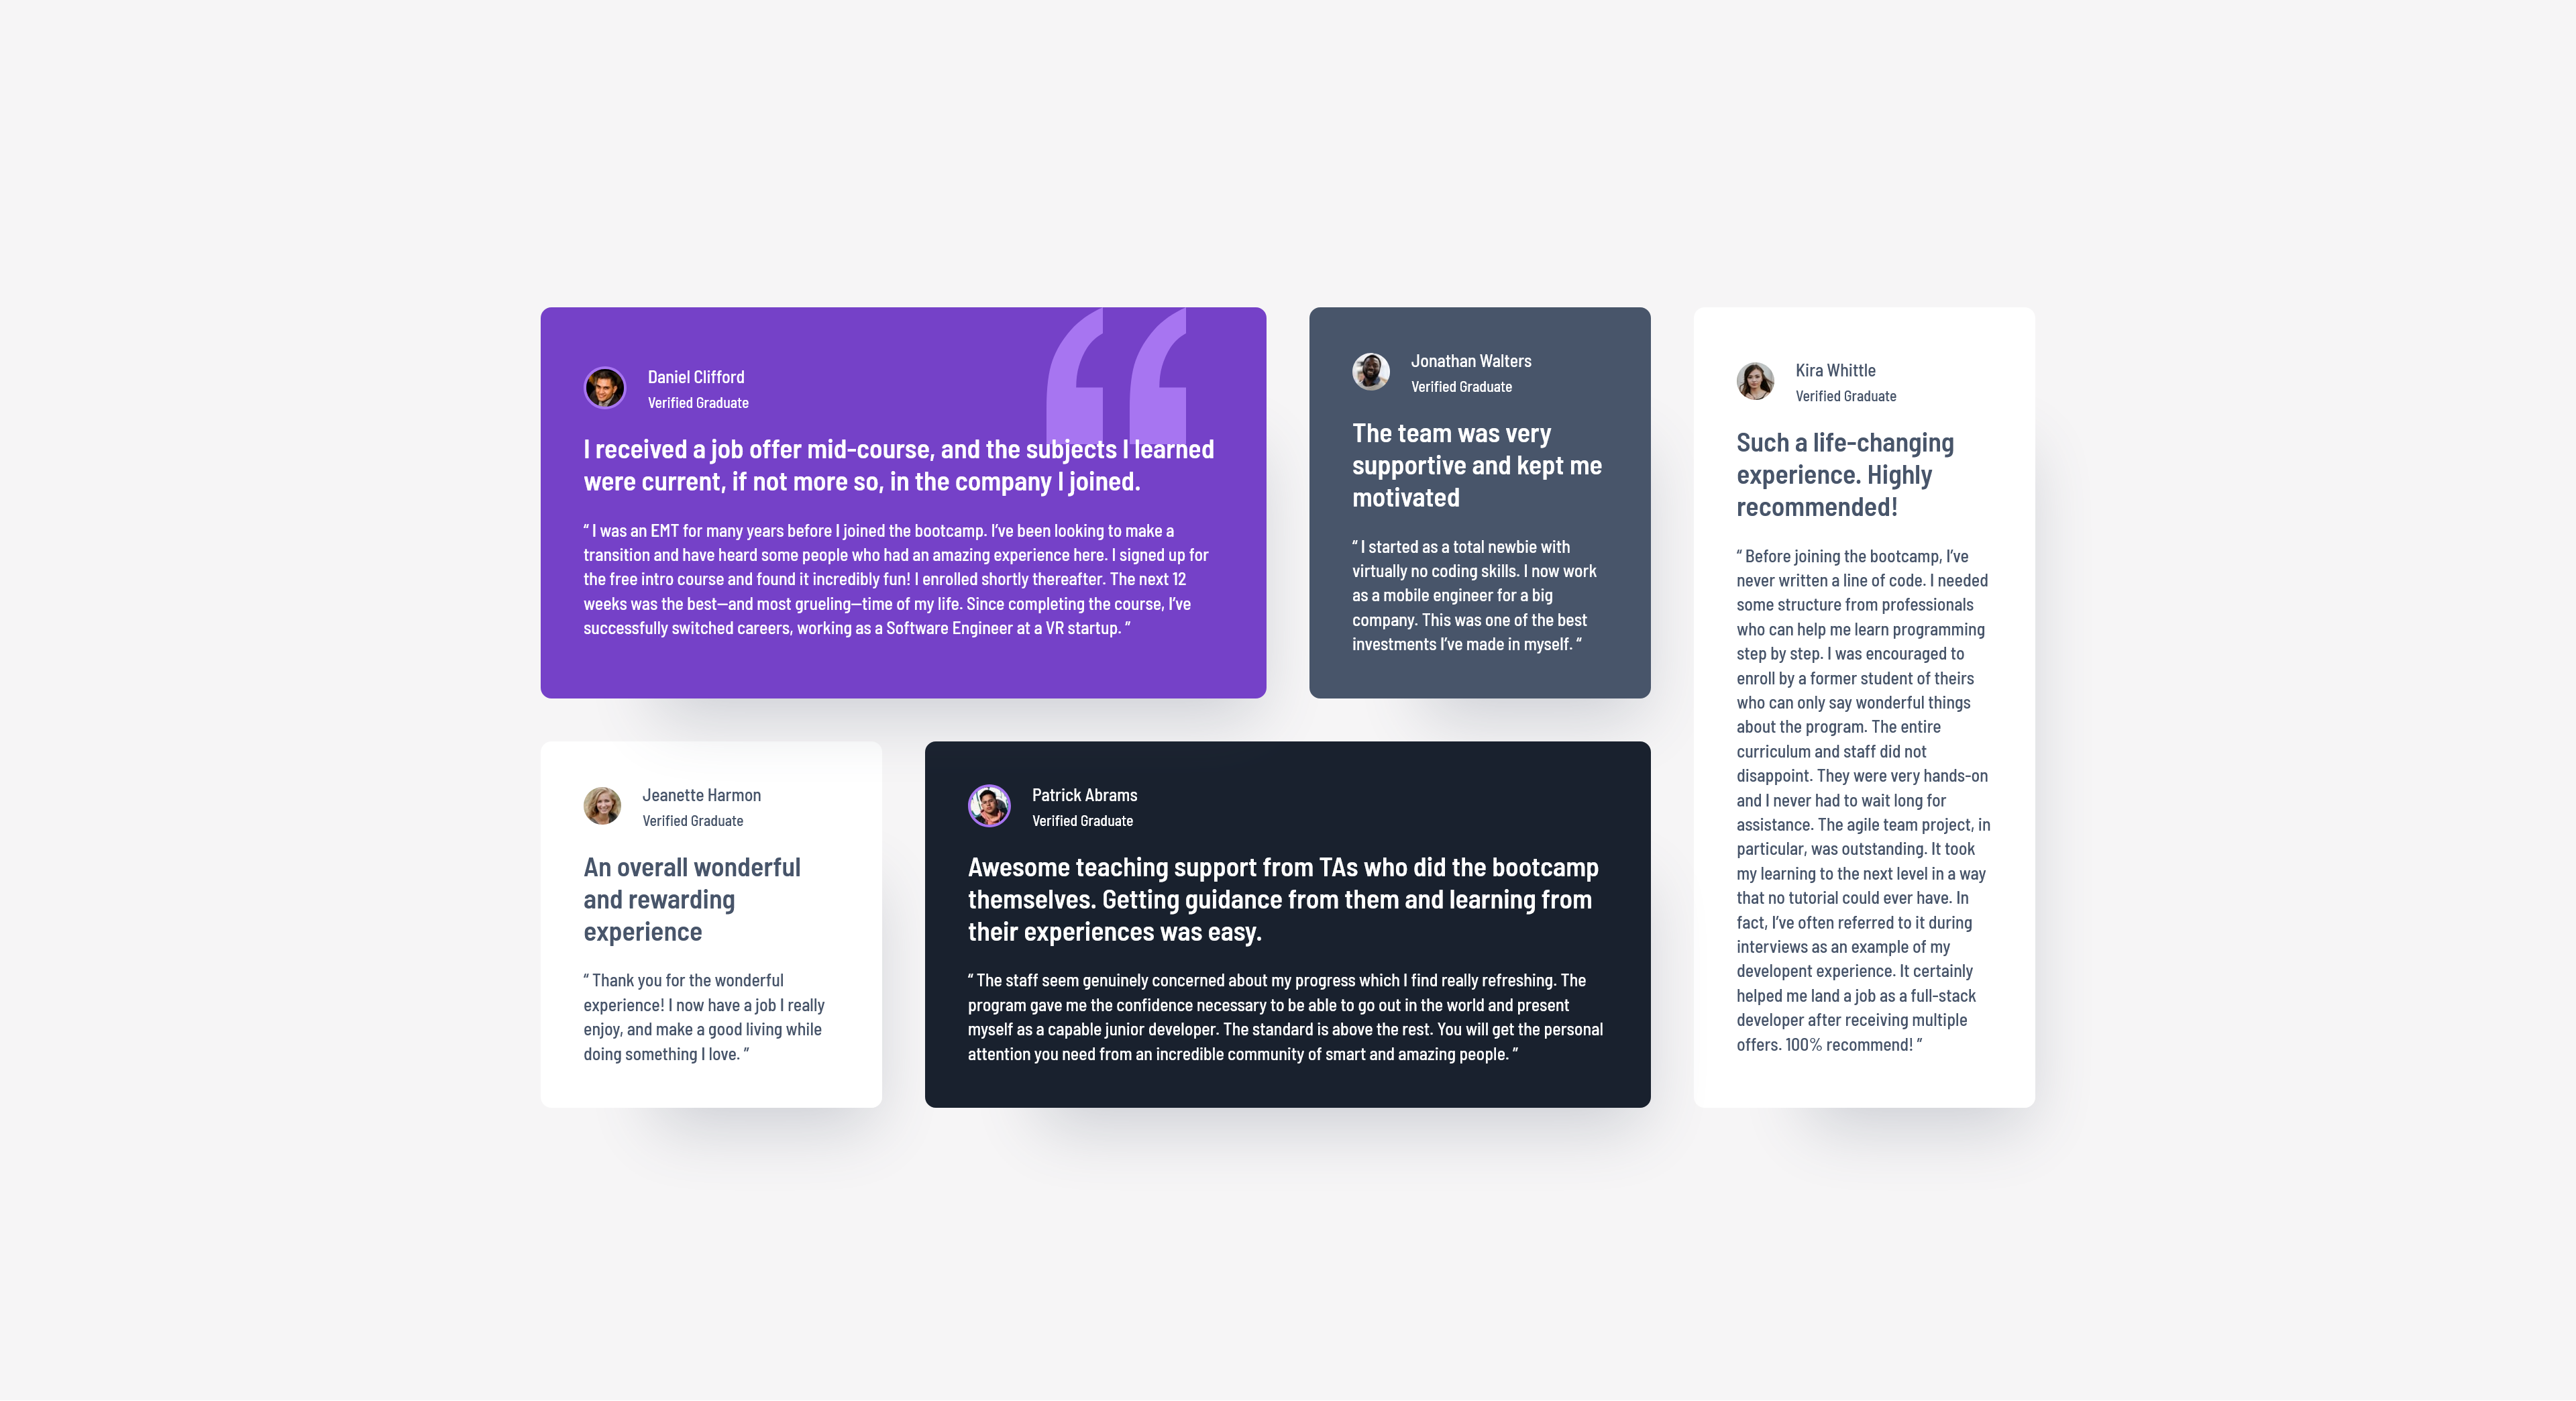 Daniel Clifford
Verified Graduate
I received a job offer mid-course, and the subjects I learned
were current, if not more so, in the company I joined.
“ I was an EMT for many years before I joined the bootcamp. I’ve been looking to make a
transition and have heard some people who had an amazing experience here. I signed up for
the free intro course and found it incredibly fun! I enrolled shortly thereafter. The next 12
weeks was the best—and most grueling—time of my life. Since completing the course, I’ve
successfully switched careers, working as a Software Engineer at a VR startup. ”
Jonathan Walters
Verified Graduate
The team was very
supportive and kept me
motivated
“ I started as a total newbie with
virtually no coding skills. I now work
as a mobile engineer for a big
company. This was one of the best
investments I’ve made in myself. “
Kira Whittle
Verified Graduate
Such a life-changing
experience. Highly
recommended!
“ Before joining the bootcamp, I’ve
never written a line of code. I needed
some structure from professionals
who can help me learn programming
step by step. I was encouraged to
enroll by a former student of theirs
who can only say wonderful things
about the program. The entire
curriculum and staff did not
disappoint. They were very hands-on
and I never had to wait long for
assistance. The agile team project, in
particular, was outstanding. It took
my learning to the next level in a way
that no tutorial could ever have. In
fact, I’ve often referred to it during
interviews as an example of my
developent experience. It certainly
helped me land a job as a full-stack
developer after receiving multiple
offers. 100% recommend! ”
Jeanette Harmon
Verified Graduate
An overall wonderful
and rewarding
experience
“ Thank you for the wonderful
experience! I now have a job I really
enjoy, and make a good living while
doing something I love. ”
Patrick Abrams
Verified Graduate
Awesome teaching support from TAs who did the bootcamp
themselves. Getting guidance from them and learning from
their experiences was easy.
“ The staff seem genuinely concerned about my progress which I find really refreshing. The
program gave me the confidence necessary to be able to go out in the world and present
myself as a capable junior developer. The standard is above the rest. You will get the personal
attention you need from an incredible community of smart and amazing people. ”